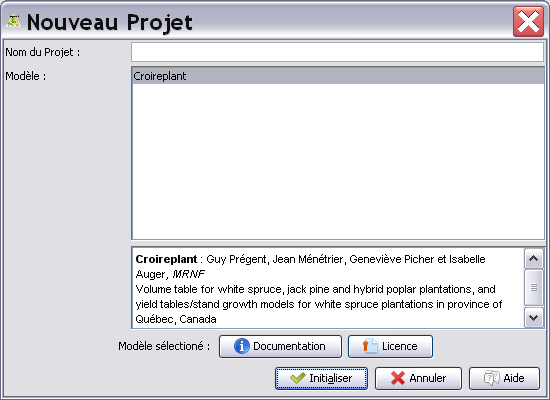 Nouveau Projet
Nom du Projet :
Modèle :
Croireplant
Croireplant : Guy Prégent, Jean Ménétrier, Geneviève Picher et Isabelle
Auger, MRNF
Volume table for white spruce, jack pine and hybrid poplar plantations, and
yield tables/stand growth models for white spruce plantations in province of
Québec, Canada
Modèle sélectioné :
Documentation
Licence
Initialiser
Annuler
Aide